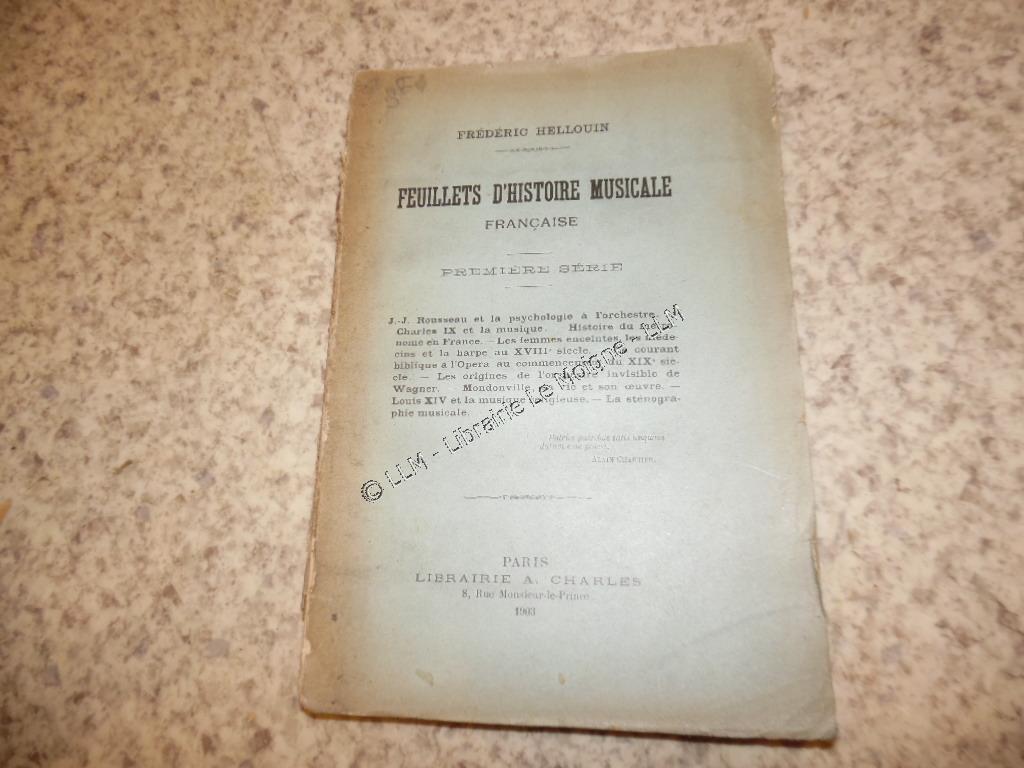 FRÉDÉRIC HELLOUIN
FEUILLETS D'HISTOIRE MUSICALE
FRANÇAISE
PREMIÈRE SÉRIE
J.-J. Rousseau et la psychologie à l'orchestre.
Charles IX et la musique. Histoire du métro-
nome en France. — Les femmes enceintes, les méde-
cins et la harpe au XVIIIe siècle. courant
biblique à l'Opéra au commencement du XIXe siè-
cle. — Les origines de l'orchestre invisible de
Wagner. Mondonville, sa vie et son œuvre. —
Louis XIV et la musique religieuse. — La sténogra-
phie musicale.
ALAIN CHARTIER.
© LLM - Librairie Le Moigne - LLM
PARIS
LIBRAIRIE A. CHARLES
8, Rue Monsieur-le-Prince
1903